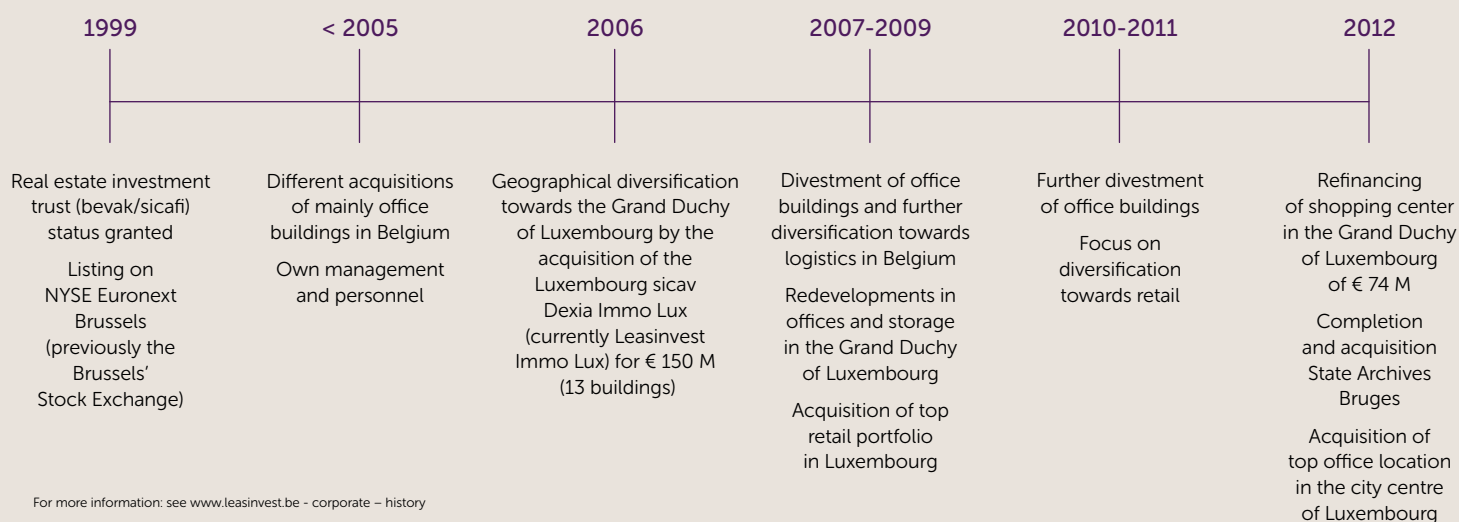 1999
Real estate investment
trust (bevak/sicafi)
status granted
Listing on
NYSE Euronext
Brussels
(previously the
Brussels’
Stock Exchange)
< 2005
Different acquisitions
of mainly office
buildings in Belgium
Own management
and personnel
2006
Geographical diversification
towards the Grand Duchy
of Luxembourg by the
acquisition of the
Luxembourg sicav
Dexia Immo Lux
(currently Leasinvest
Immo Lux) for € 150 M
(13 buildings)
2007-2009
Divestment of office
buildings and further
diversification towards
logistics in Belgium
Redevelopments in
offices and storage
in the Grand Duchy
of Luxembourg
Acquisition of top
retail portfolio
in Luxembourg
2010-2011
Further divestment
of office buildings
Focus on
diversification
towards retail
2012
Refinancing
of shopping center
in the Grand Duchy
of Luxembourg
of € 74 M
Completion
and acquisition
State Archives
Bruges
Acquisition of
top office location
in the city centre
of Luxembourg
For more information: see www.leasinvest.be - corporate – history